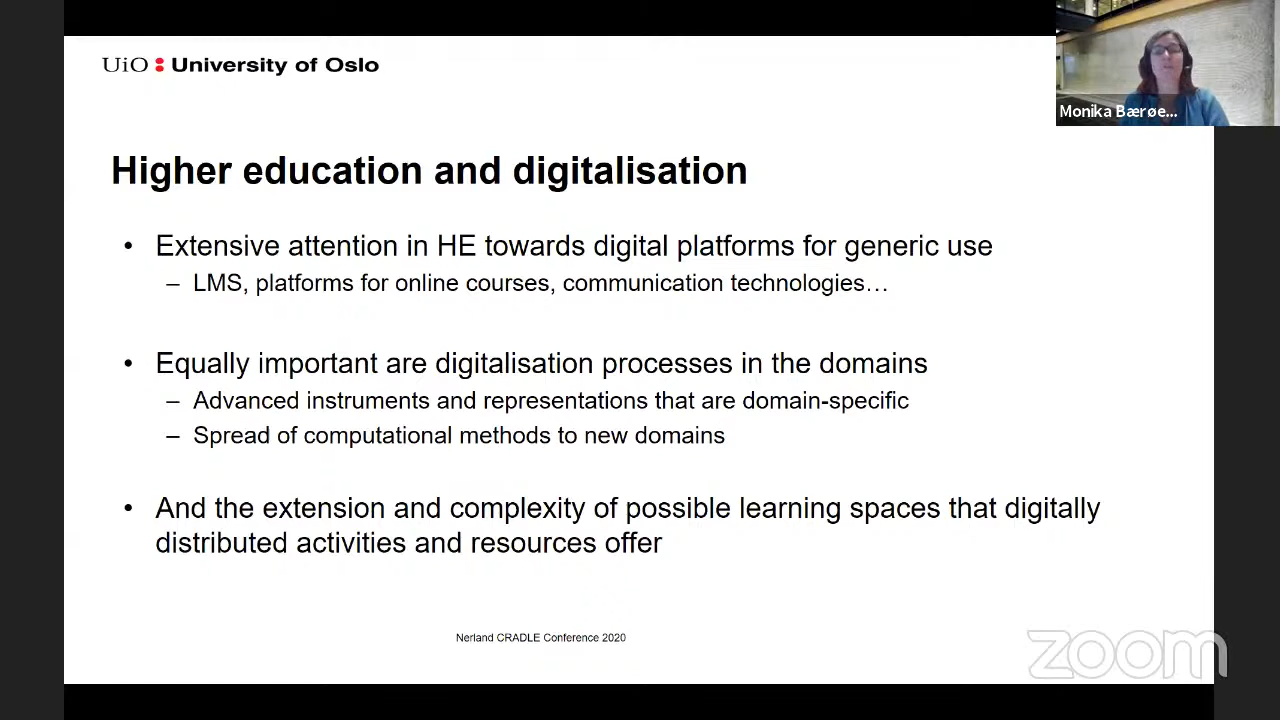 UiO : University of Oslo
Monika Bærøe...
Higher education and digitalisation
• Extensive attention in HE towards digital platforms for generic use
– LMS, platforms for online courses, communication technologies…
• Equally important are digitalisation processes in the domains
– Advanced instruments and representations that are domain-specific
– Spread of computational methods to new domains
• And the extension and complexity of possible learning spaces that digitally
distributed activities and resources offer
Nerland CRADLE Conference 2020
zoom